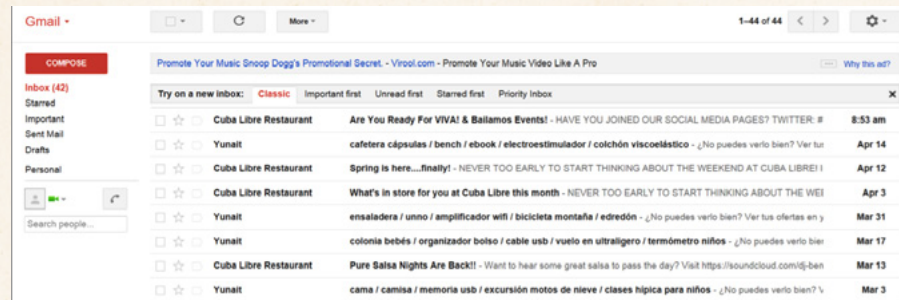 Gmail
More
1–44 of 44
COMPOSE
Promote Your Music Snoop Dogg's Promotional Secret. - Virool.com - Promote Your Music Video Like A Pro
Why this ad?
Inbox (42)
Starred
Important
Sent Mail
Drafts
Personal
Search people...
Try on a new inbox: Classic Important first Unread first Starred first Priority Inbox
Cuba Libre Restaurant Are You Ready For VIVA! & Bailamos Events! - HAVE YOU JOINED OUR SOCIAL MEDIA PAGES? TWITTER: # 8:53 am
Yunait cafetera cápsulas / bench / ebook / electroestimulador / colchón viscoelástico - ¿No puedes verlo bien? Ver tus Apr 14
Cuba Libre Restaurant Spring is here....finally! - NEVER TOO EARLY TO START THINKING ABOUT THE WEEKEND AT CUBA LIBRE! Apr 12
Cuba Libre Restaurant What's in store for you at Cuba Libre this month - NEVER TOO EARLY TO START THINKING ABOUT THE WEE Apr 3
Yunait ensaladera / unno / amplificador wifi / bicicleta montaña / edredón - ¿No puedes verlo bien? Ver tus ofertas en y Mar 31
Yunait colonia bebés / organizador bolso / cable usb / vuelo en ultraligero / termómetro niños - ¿No puedes verlo bien Mar 17
Cuba Libre Restaurant Pure Salsa Nights Are Back!! - Want to hear some great salsa to pass the day? Visit https://soundcloud.com/dj-ben Mar 13
Yunait cama / camisa / memoria usb / excursión motos de nieve / clases hípica para niños - ¿No puedes verlo bien? Mar 3